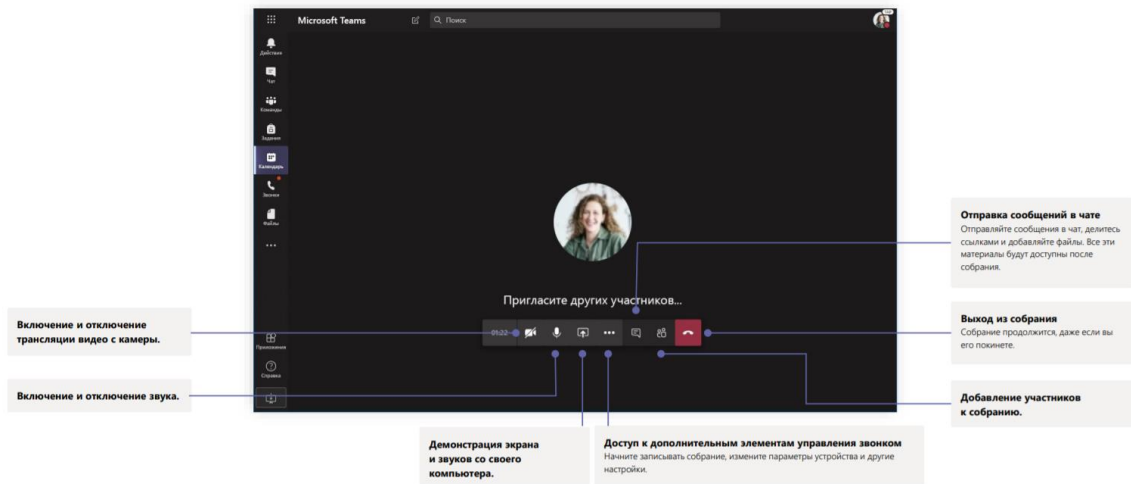 Microsoft Teams
Поиск
Действия
Чат
Команды
Задания
Календарь
Звонки
Файлы
Приложения
Справка
Пригласите других участников...
01:22
Включение и отключение
трансляции видео с камеры.
Включение и отключение звука.
Демонстрация экрана
и звуков со своего
компьютера.
Доступ к дополнительным элементам управления звонком
Начните записывать собрание, измените параметры устройства и другие
настройки.
Отправка сообщений в чате
Отправляйте сообщения в чат, делитесь
ссылками и добавляйте файлы. Все эти
материалы будут доступны после
собрания.
Выход из собрания
Собрание продолжится, даже если вы
его покинете.
Добавление участников
к собранию.